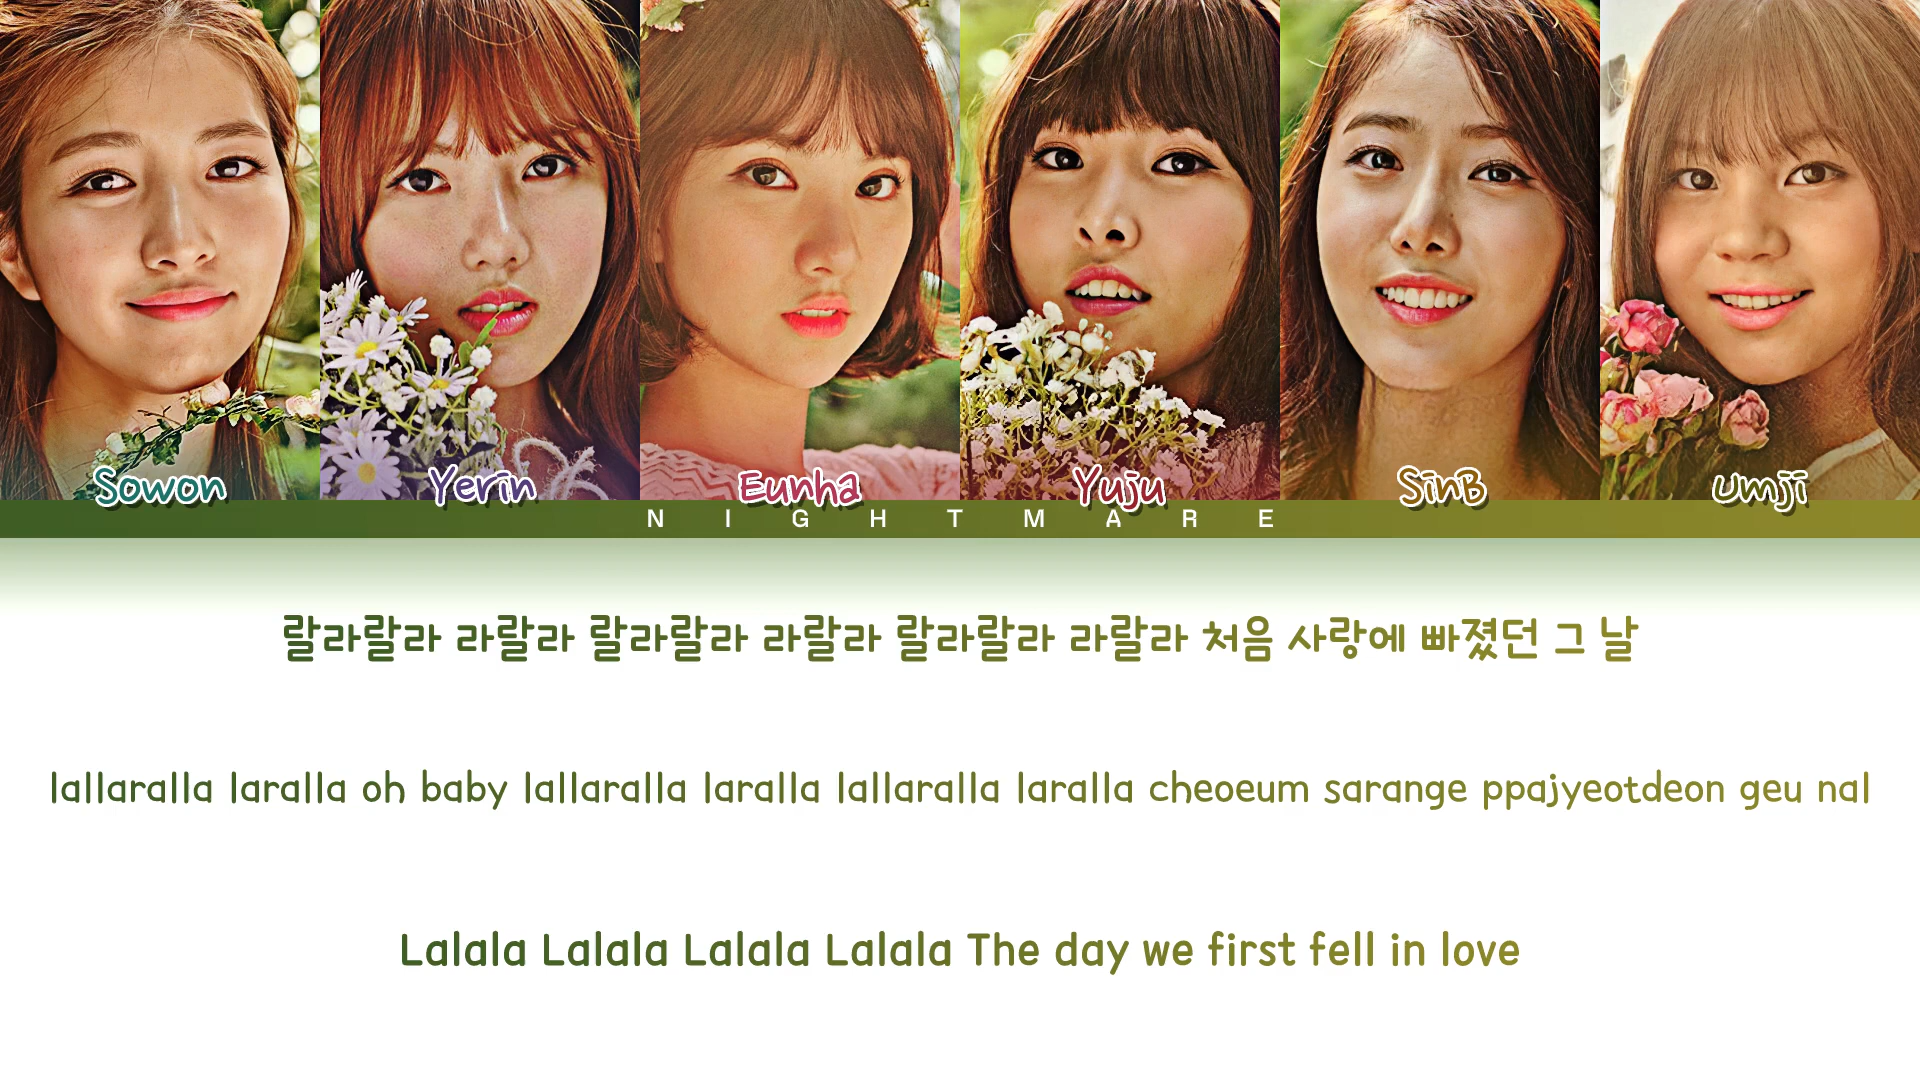 Sowon Yerin Eunha Yuju SinB Umji
NIGHTMARE
랄라랄라 라랄라 랄라랄라 라랄라 랄라랄라 라랄라 처음 사랑에 빠졌던 그 날
lallaralla laralla oh baby lallaralla laralla lallaralla laralla cheoeum sarange ppajyeotdeon geu nal
Lalala Lalala Lalala Lalala The day we first fell in love